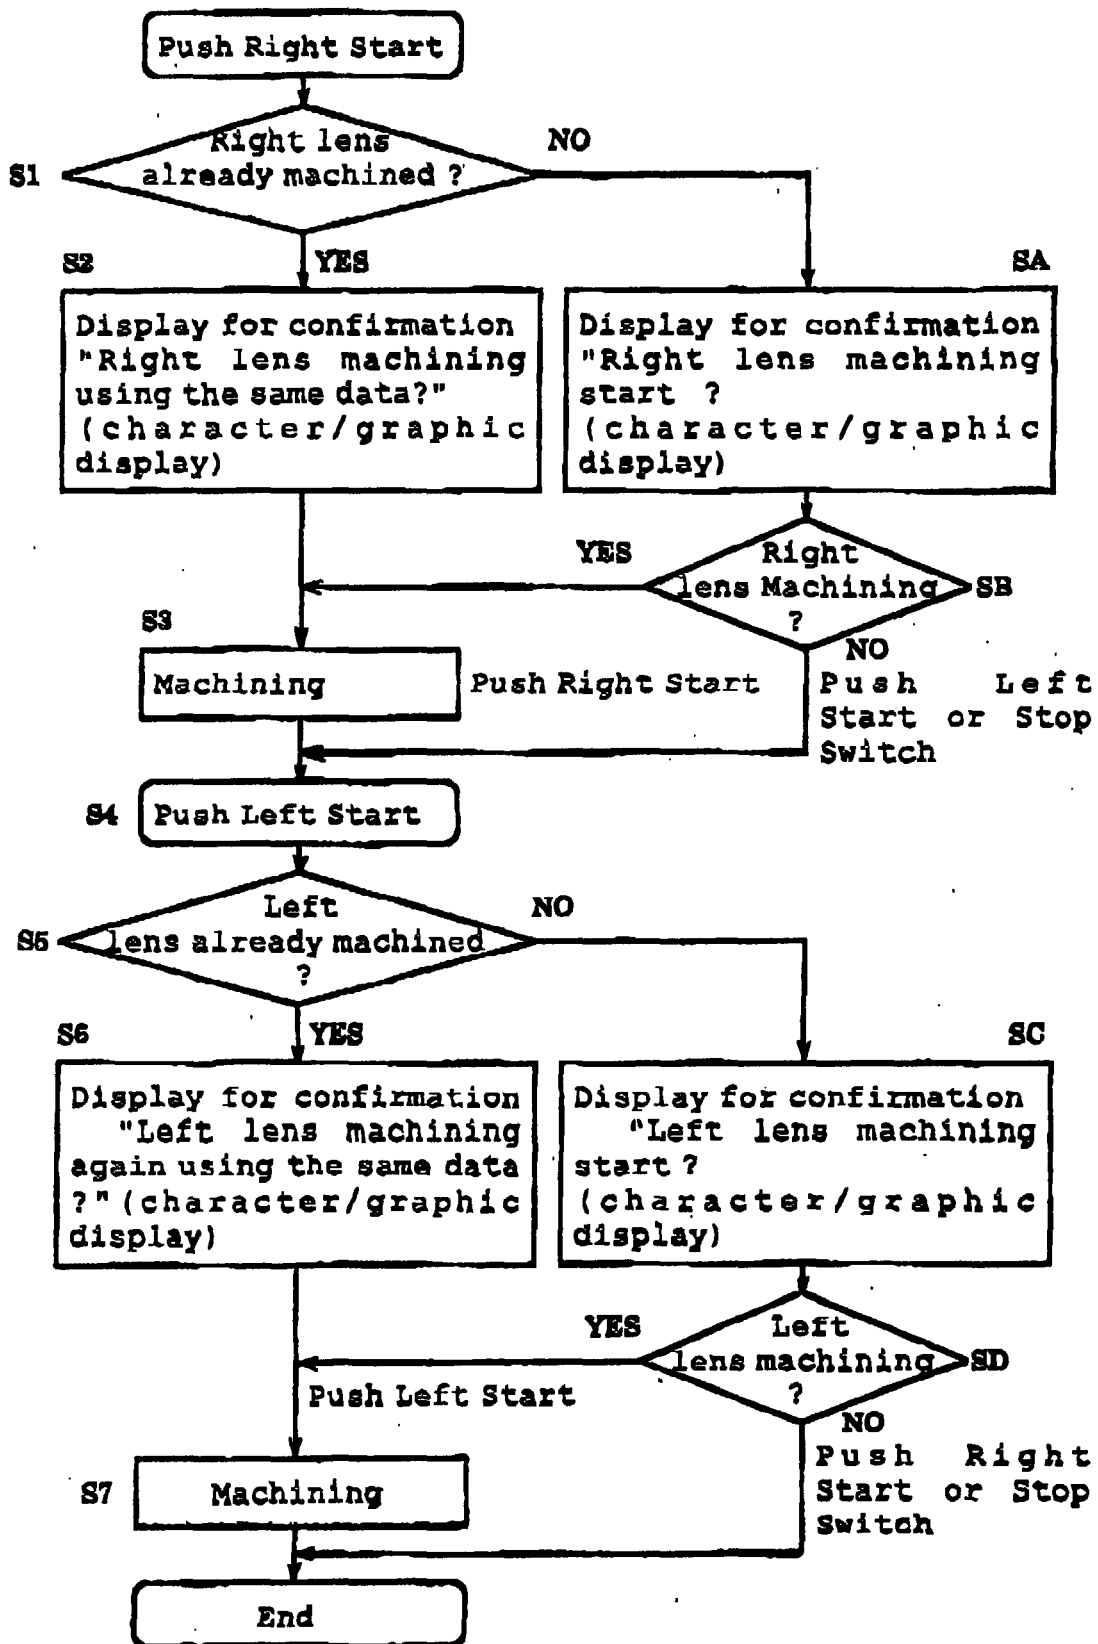 Push Right Start
Right lens
already machined ?
NO
S1
YES
S2
SA
Display for confirmation
"Right lens machining
using the same data?"
(character/graphic
display)
Display for confirmation
"Right lens machining
start ?
(character/graphic
display)
YES
Right
lens Machining
?
SB
NO
S3
Machining
Push Right Start
Push Left
Start or Stop
Switch
S4
Push Left Start
Left
lens already machined
?
NO
S5
YES
S6
SC
Display for confirmation
"Left lens machining
again using the same data
?" (character/graphic
display)
Display for confirmation
"Left lens machining
start ?
(character/graphic
display)
YES
Left
lens machining
?
SD
Push Left Start
NO
Push Right
Start or Stop
Switch
S7
Machining
End